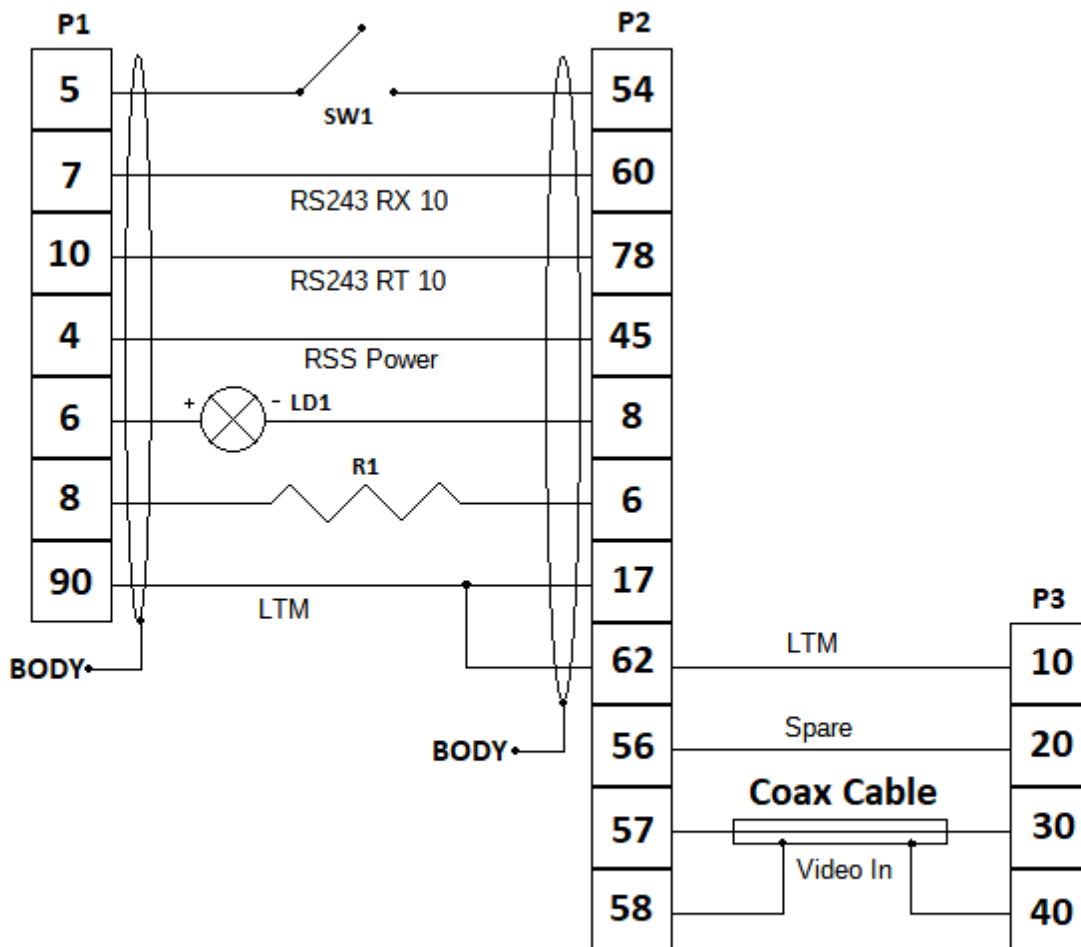 P1
P2
5
54
SW1
7
60
RS243 RX 10
10
78
RS243 RT 10
4
45
RSS Power
6
+
-
LD1
8
R1
8
6
90
17
LTM
P3
BODY
62
LTM
10
BODY
56
Spare
20
Coax Cable
57
30
Video In
58
40